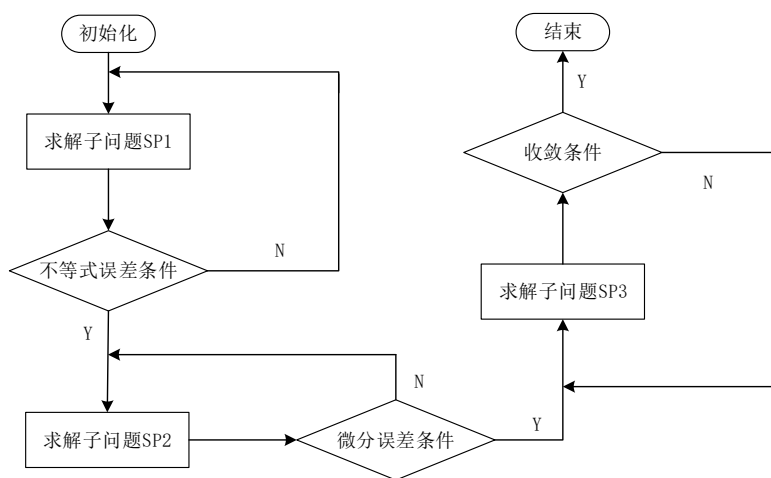 初始化
求解子问题SP1
不等式误差条件
N
Y
求解子问题SP2
微分误差条件
N
Y
求解子问题SP3
收敛条件
N
Y
结束